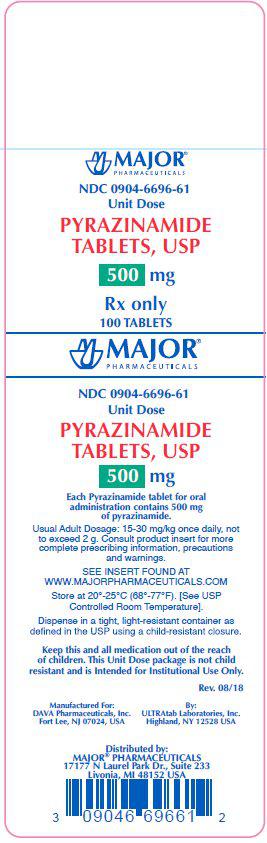 MAJOR®
PHARMACEUTICALS
NDC 0904-6696-61
Unit Dose
PYRAZINAMIDE
TABLETS, USP
500 mg
Rx only
100 TABLETS
MAJOR®
PHARMACEUTICALS
NDC 0904-6696-61
Unit Dose
PYRAZINAMIDE
TABLETS, USP
500 mg
Each Pyrazinamide tablet for oral
administration contains 500 mg
of pyrazinamide.
Usual Adult Dosage: 15-30 mg/kg once daily, not
to exceed 2 g. Consult product insert for more
complete prescribing information, precautions
and warnings.
SEE INSERT FOUND AT
WWW.MAJORPHARMACEUTICALS.COM
Store at 20°-25°C (68°-77°F). [See USP
Controlled Room Temperature].
Dispense in a tight, light-resistant container as
defined in the USP using a child-resistant closure.
Keep this and all medication out of the reach
of children. This Unit Dose package is not child
resistant and is Intended for Institutional Use Only.
Rev. 08/18
Manufactured For:
DAVA Pharmaceuticals, Inc.
Fort Lee, NJ 07024, USA
By:
ULTRAtab Laboratories, Inc.
Highland, NY 12528 USA
Distributed by:
MAJOR® PHARMACEUTICALS
17177 N Laurel Park Dr., Suite 233
Livonia, MI 48152 USA
3 09046 69661 2